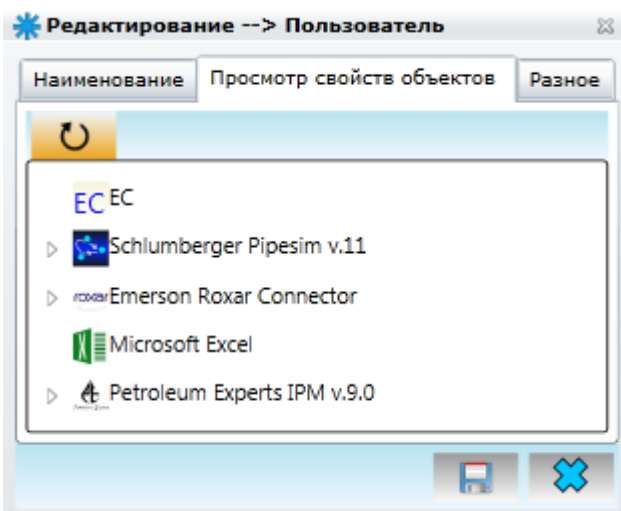 Редактирование --> Пользователь
Наименование Просмотр свойств объектов Разное
EC EC
Schlumberger Pipesim v.11
roxar Emerson Roxar Connector
Microsoft Excel
Petroleum Experts IPM v.9.0